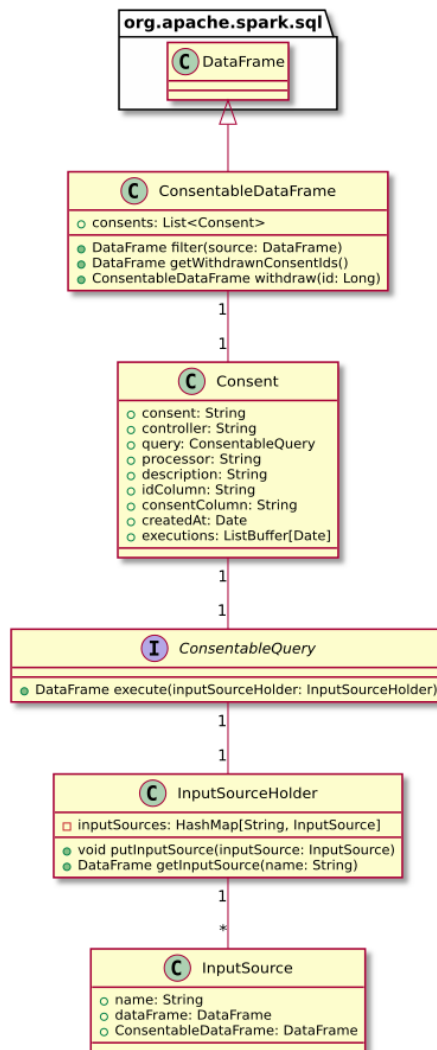 org.apache.spark.sql
C DataFrame
C ConsentableDataFrame
consents: List<Consent>
DataFrame filter(source: DataFrame)
DataFrame getWithdrawnConsentIds()
ConsentableDataFrame withdraw(id: Long)
1
1
C Consent
consent: String
controller: String
query: ConsentableQuery
processor: String
description: String
idColumn: String
consentColumn: String
createdAt: Date
executions: ListBuffer[Date]
1
1
I ConsentableQuery
DataFrame execute(inputSourceHolder: InputSourceHolder)
1
1
C InputSourceHolder
inputSources: HashMap[String, InputSource]
void putInputSource(inputSource: InputSource)
DataFrame getInputSource(name: String)
1
*
C InputSource
name: String
dataFrame: DataFrame
ConsentableDataFrame: DataFrame